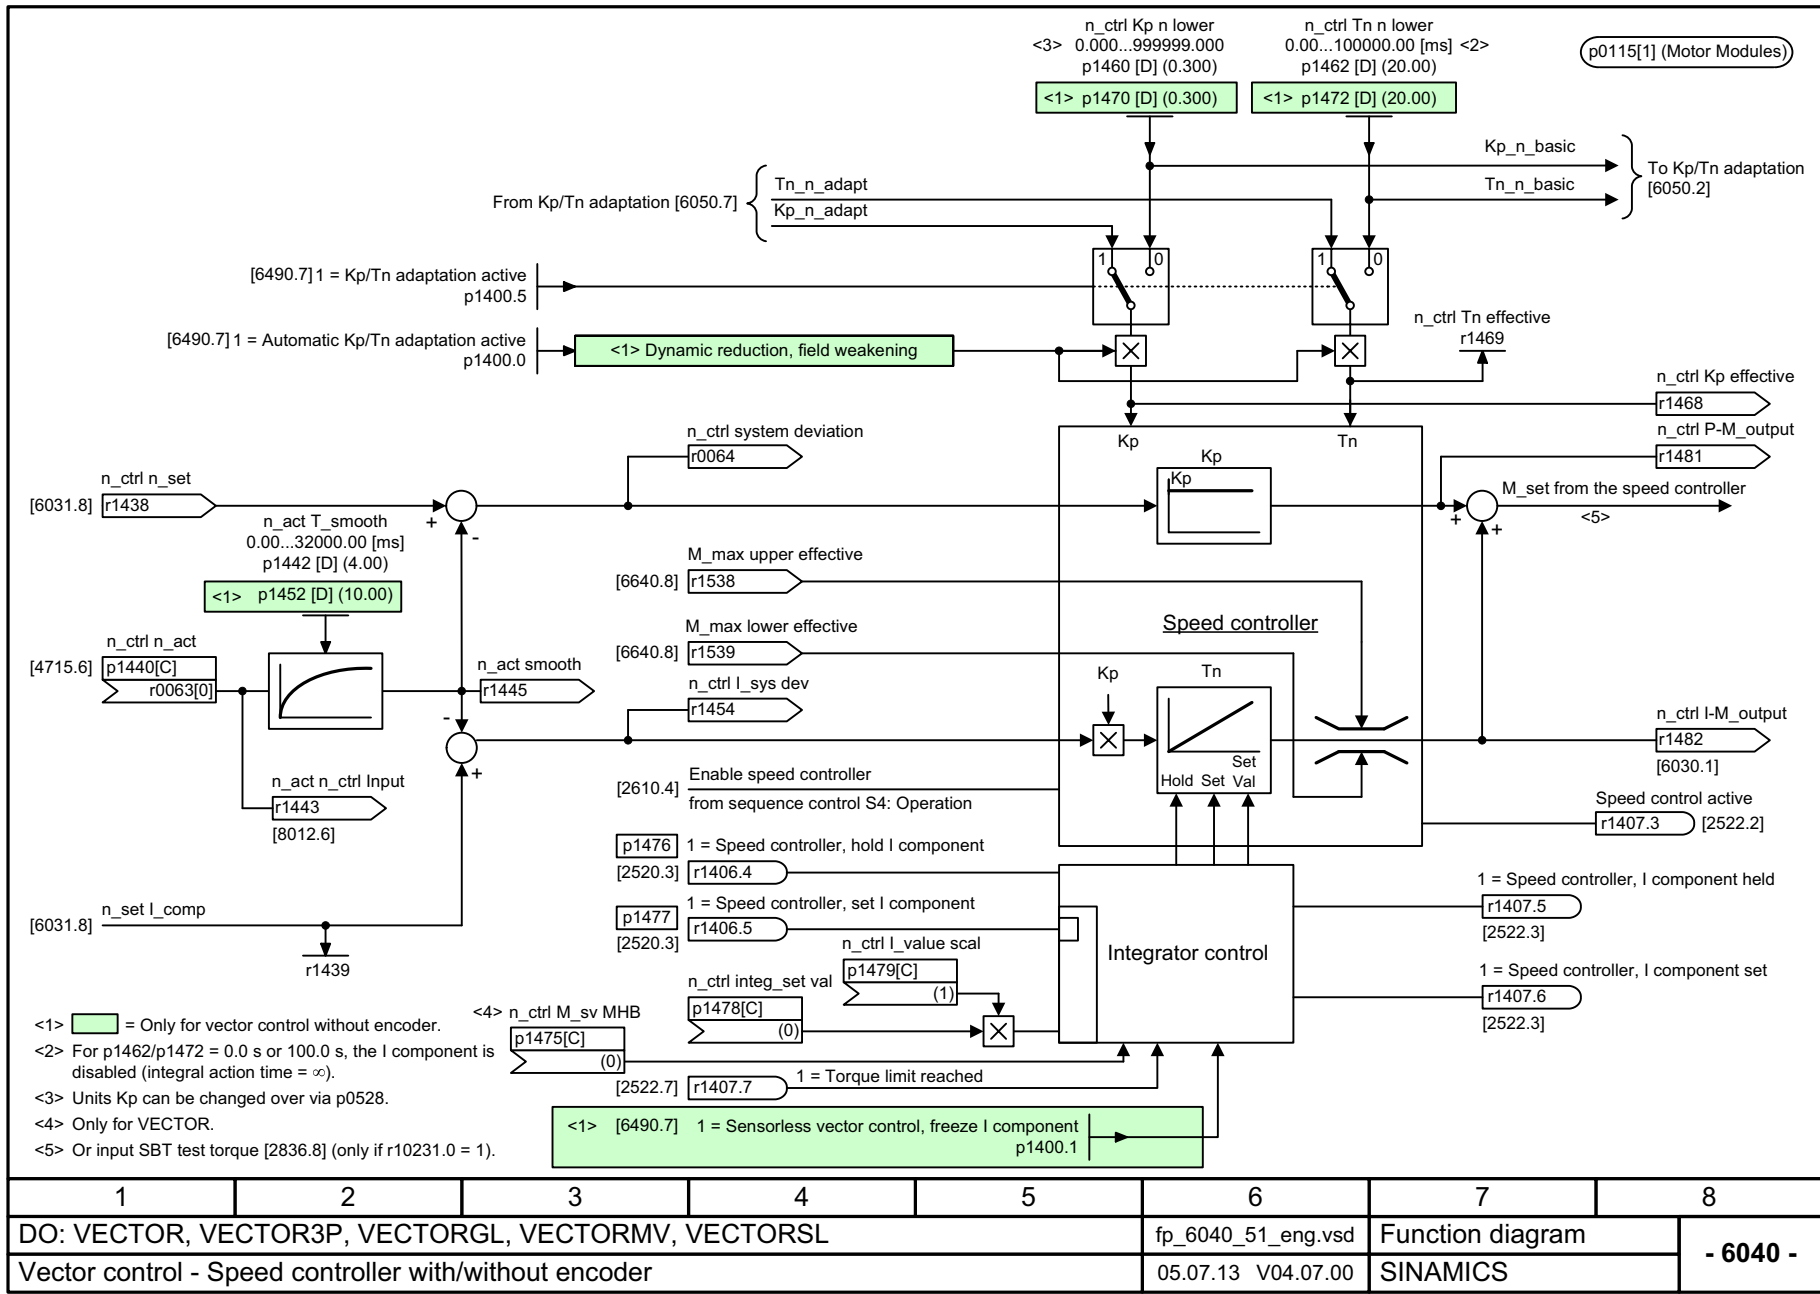 n_ctrl Kp n lower
<3> 0.000...999999.000
p1460 [D] (0.300)
<1> p1470 [D] (0.300)
n_ctrl Tn n lower
0.00...100000.00 [ms] <2>
p1462 [D] (20.00)
<1> p1472 [D] (20.00)
p0115[1] (Motor Modules)
Kp_n_basic
Tn_n_basic
To Kp/Tn adaptation
[6050.2]
From Kp/Tn adaptation [6050.7]
Tn_n_adapt
Kp_n_adapt
1 0
1 0
[6490.7] 1 = Kp/Tn adaptation active
p1400.5
[6490.7] 1 = Automatic Kp/Tn adaptation active
p1400.0
<1> Dynamic reduction, field weakening
n_ctrl Tn effective
r1469
n_ctrl Kp effective
r1468
n_ctrl P-M_output
r1481
n_ctrl system deviation
r0064
Kp
Tn
Kp
Kp
n_ctrl n_set
[6031.8] r1438
+
-
M_set from the speed controller
<5>
+
+
n_act T_smooth
0.00...32000.00 [ms]
p1442 [D] (4.00)
<1> p1452 [D] (10.00)
M_max upper effective
[6640.8] r1538
M_max lower effective
[6640.8] r1539
Speed controller
n_ctrl n_act
[4715.6] p1440[C]
r0063[0]
n_act smooth
r1445
n_ctrl I_sys dev
r1454
-
+
Kp
Tn
Set
Hold Set Val
n_ctrl I-M_output
r1482
[6030.1]
n_act n_ctrl Input
r1443
[8012.6]
[2610.4] Enable speed controller
from sequence control S4: Operation
Speed control active
r1407.3 [2522.2]
p1476 1 = Speed controller, hold I component
[2520.3] r1406.4
p1477 1 = Speed controller, set I component
[2520.3] r1406.5
Integrator control
1 = Speed controller, I component held
r1407.5
[2522.3]
1 = Speed controller, I component set
r1407.6
[2522.3]
[6031.8] n_set I_comp
r1439
n_ctrl I_value scal
p1479[C]
(1)
n_ctrl integ_set val
p1478[C]
(0)
<4> n_ctrl M_sv MHB
p1475[C]
(0)
[2522.7] r1407.7 1 = Torque limit reached
<1> [6490.7] 1 = Sensorless vector control, freeze I component
p1400.1
<1> = Only for vector control without encoder.
<2> For p1462/p1472 = 0.0 s or 100.0 s, the I component is
disabled (integral action time = ∞).
<3> Units Kp can be changed over via p0528.
<4> Only for VECTOR.
<5> Or input SBT test torque [2836.8] (only if r10231.0 = 1).
1 2 3 4 5 6 7 8
DO: VECTOR, VECTOR3P, VECTORGL, VECTORMV, VECTORSL
fp_6040_51_eng.vsd
Function diagram
- 6040 -
Vector control - Speed controller with/without encoder
05.07.13 V04.07.00
SINAMICS